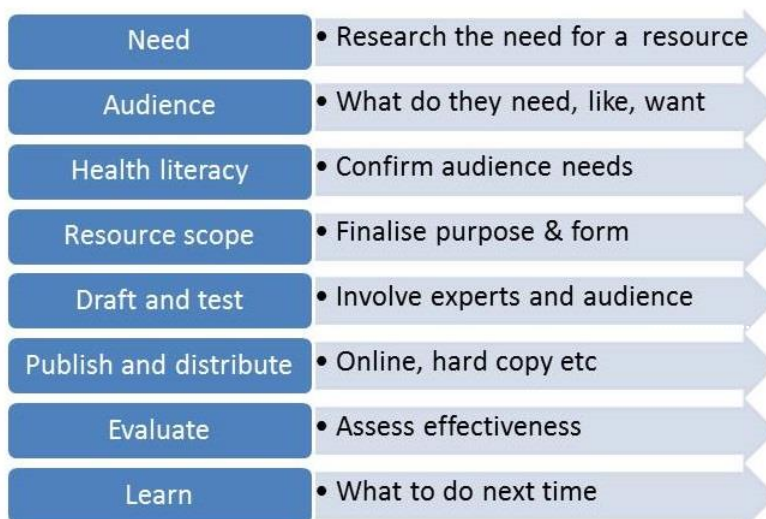 Need
• Research the need for a resource
Audience
• What do they need, like, want
Health literacy
• Confirm audience needs
Resource scope
• Finalise purpose & form
Draft and test
• Involve experts and audience
Publish and distribute
• Online, hard copy etc
Evaluate
• Assess effectiveness
Learn
• What to do next time